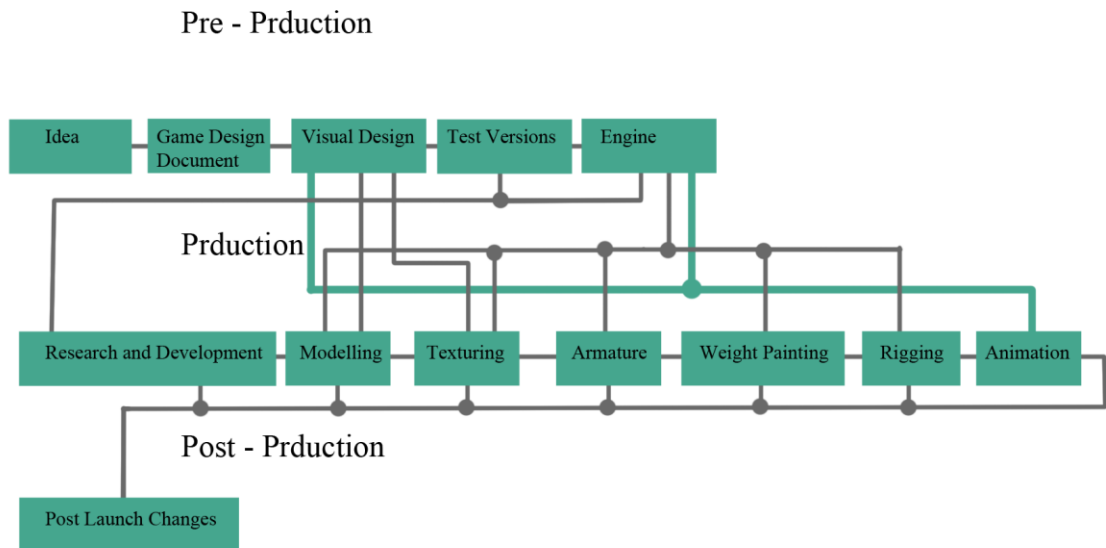 Pre - Prduction
Idea
Game Design
Document
Visual Design
Test Versions
Engine
Prduction
Research and Development
Modelling
Texturing
Armature
Weight Painting
Rigging
Animation
Post - Prduction
Post Launch Changes